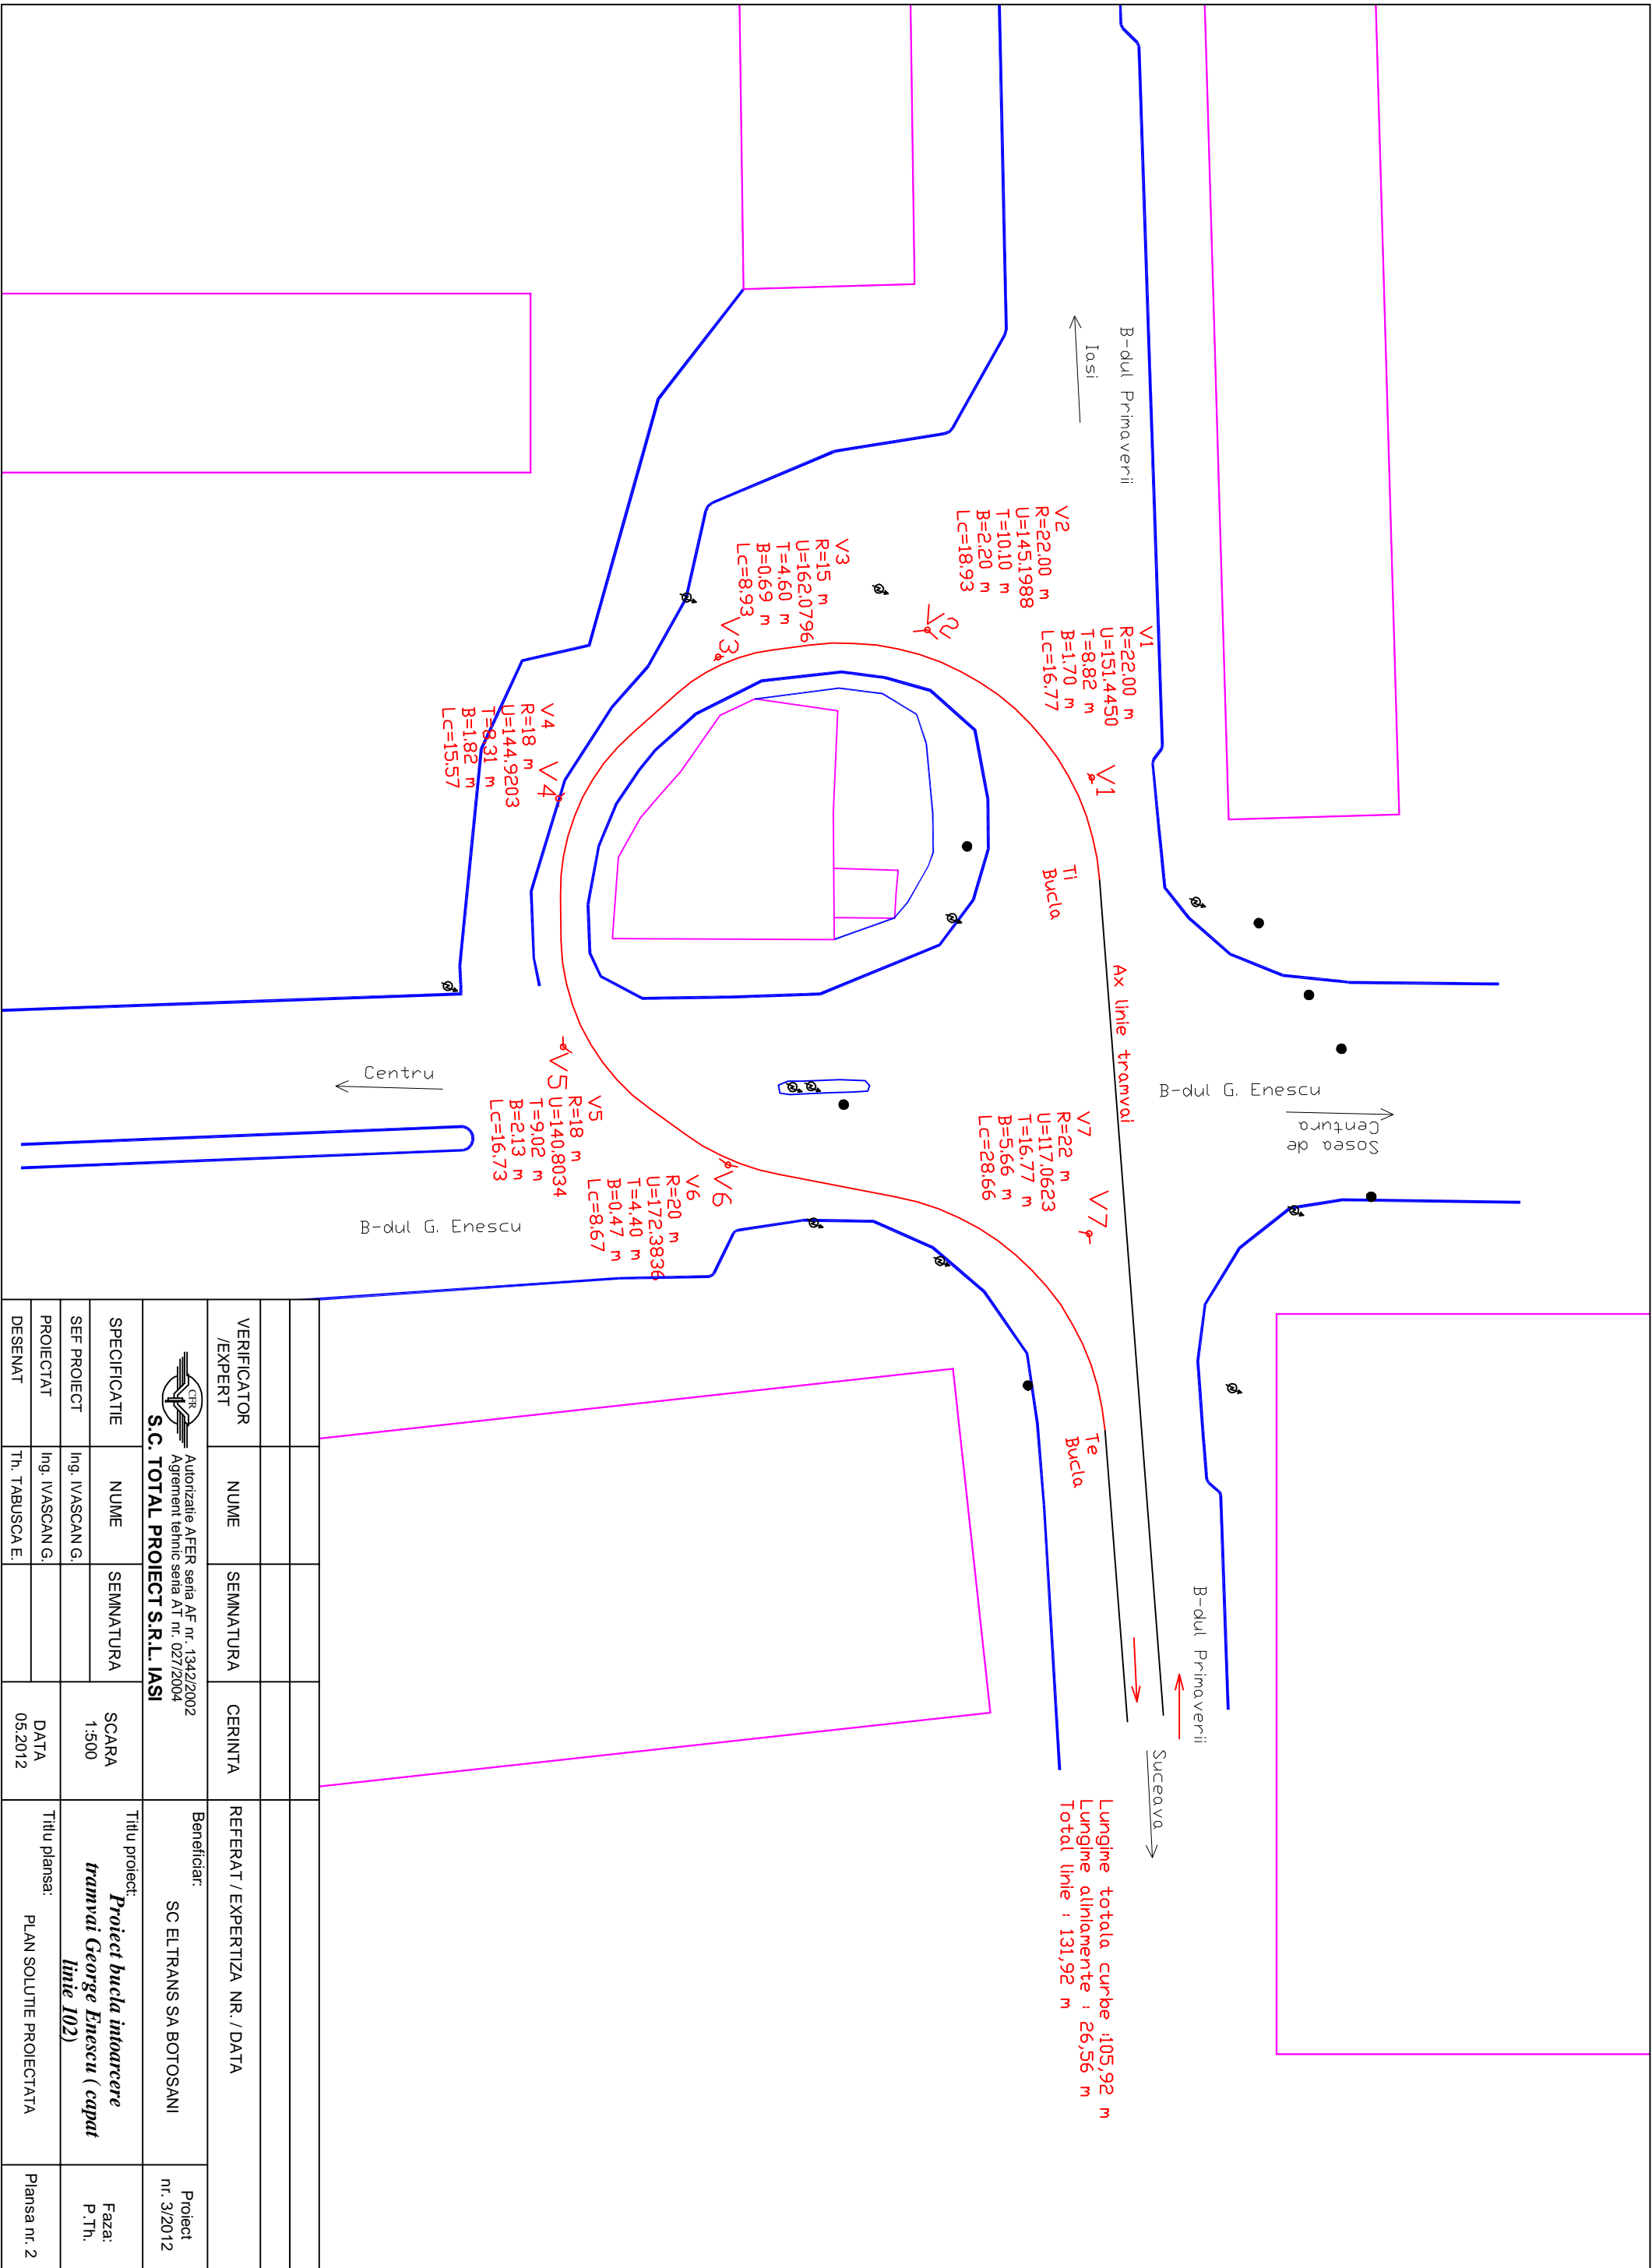 B-dul Primaverii
Iasi
V2
R=22.00 m
U=145.1988
T=10.10 m
B=2.20 m
Lc=18.93
V1
R=22.00 m
U=151.4450
T=8.82 m
B=1.70 m
Lc=16.77
V3
R=15 m
U=162.0796
T=4.60 m
B=0.69 m
Lc=8.93
V4
R=18 m
U=144.9203
T=8.31 m
B=1.82 m
Lc=15.57
V2
V3
V1
V4
Ti
Bucla
Ax linie tramvai
B-dul G. Enescu
Sosea de
Centura
Centru
V5
V5
R=18 m
U=140.8034
T=9.02 m
B=2.13 m
Lc=16.73
V7
R=22 m
U=117.0623
T=16.77 m
B=5.66 m
Lc=28.66
V6
V7
V6
R=20 m
U=172.3836
T=4.40 m
B=0.47 m
Lc=8.67
B-dul G. Enescu
Te
Bucla
B-dul Primaverii
Suceava
Lungime totala curbe :105,92 m
Lungime aliniamente : 26,56 m
Total linie : 131,92 m
VERIFICATOR
/EXPERT
NUME
SEMNATURA
CERINTA
REFERAT / EXPERTIZA NR. / DATA
CFR
Autorizatie AFER seria AF nr. 1342/2002
Agrement tehnic seria AT nr. 027/2004
S.C. TOTAL PROIECT S.R.L. IASI
Beneficiar:
SC ELTRANS SA BOTOSANI
Proiect
nr. 3/2012
SPECIFICATIE
NUME
SEMNATURA
SCARA
1:500
Titlu proiect:
Proiect bucla intoarcere
tramvai George Enescu ( capat
linie 102)
Faza:
P.Th.
SEF PROIECT
Ing. IVASCAN G.
PROIECTAT
Ing. IVASCAN G.
DATA
05.2012
Titlu plansa:
PLAN SOLUTIE PROIECTATA
Plansa nr. 2
DESENAT
Th. TABUSCA E.